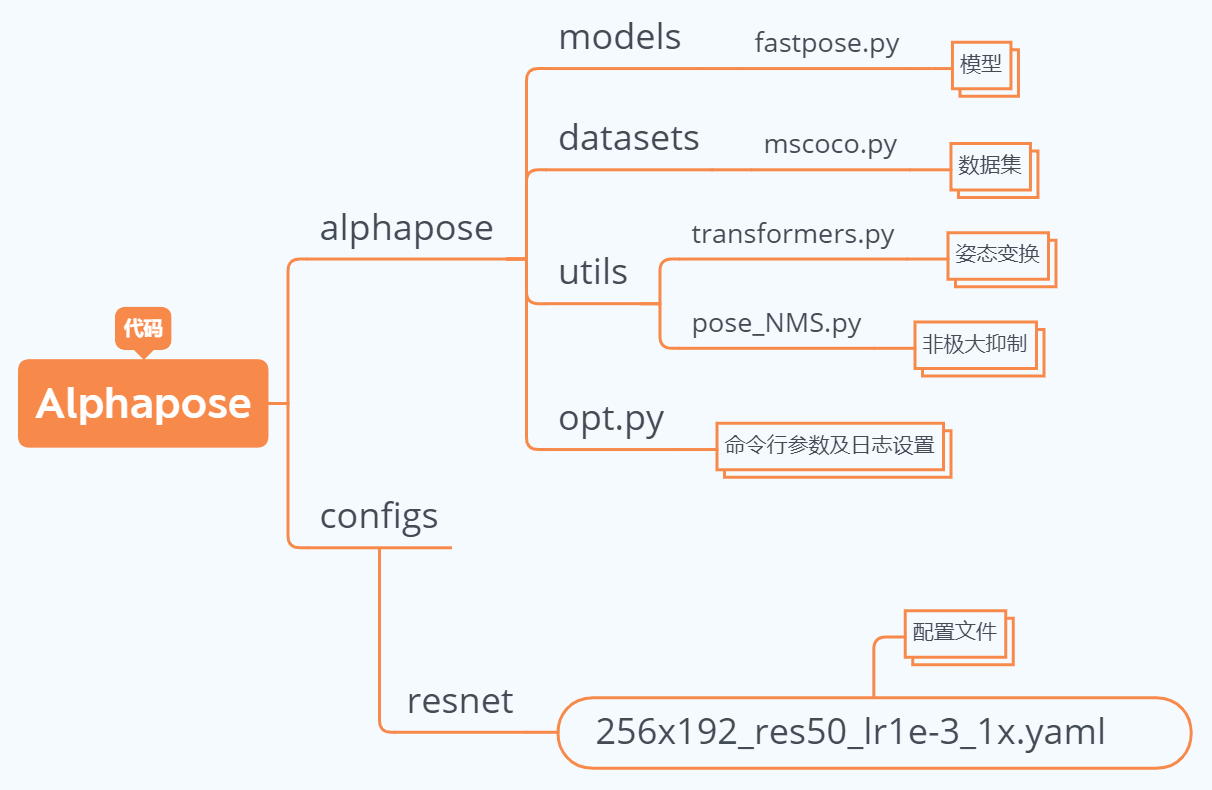 models
fastpose.py
模型
datasets
mscoco.py
数据集
alphapose
transformers.py
姿态变换
utils
pose_NMS.py
非极大抑制
代码
Alphapose
opt.py
命令行参数及日志设置
configs
配置文件
resnet
256x192_res50_lr1e-3_1x.yaml